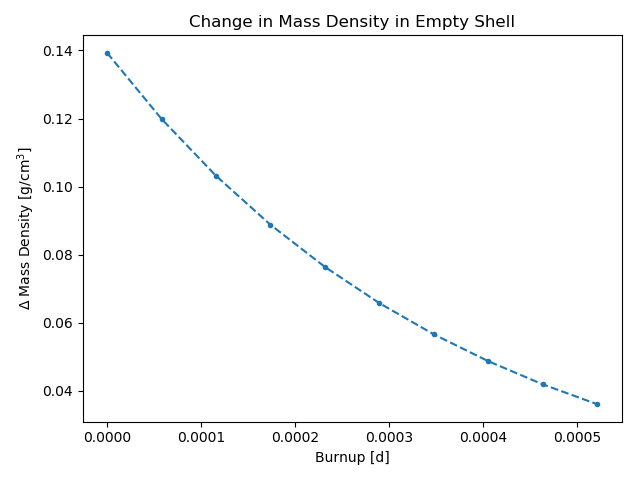 Change in Mass Density in Empty Shell
Δ Mass Density [g/cm³]
0.14
0.12
0.10
0.08
0.06
0.04
0.0000 0.0001 0.0002 0.0003 0.0004 0.0005
Burnup [d]